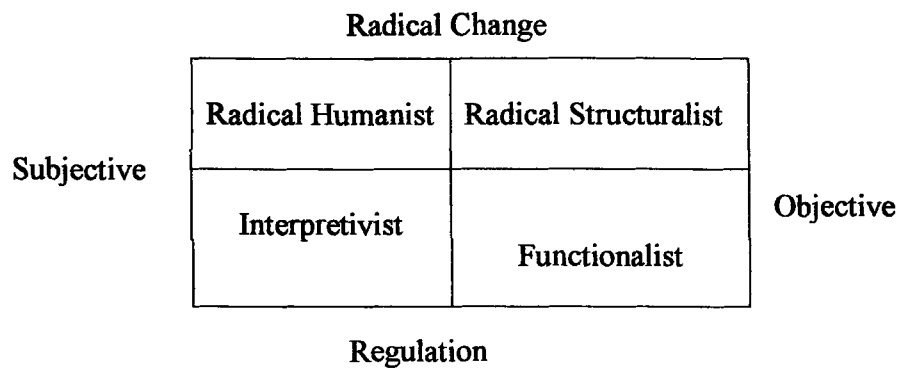 Radical Change
Radical Humanist
Radical Structuralist
Subjective
Interpretivist
Objective
Functionalist
Regulation